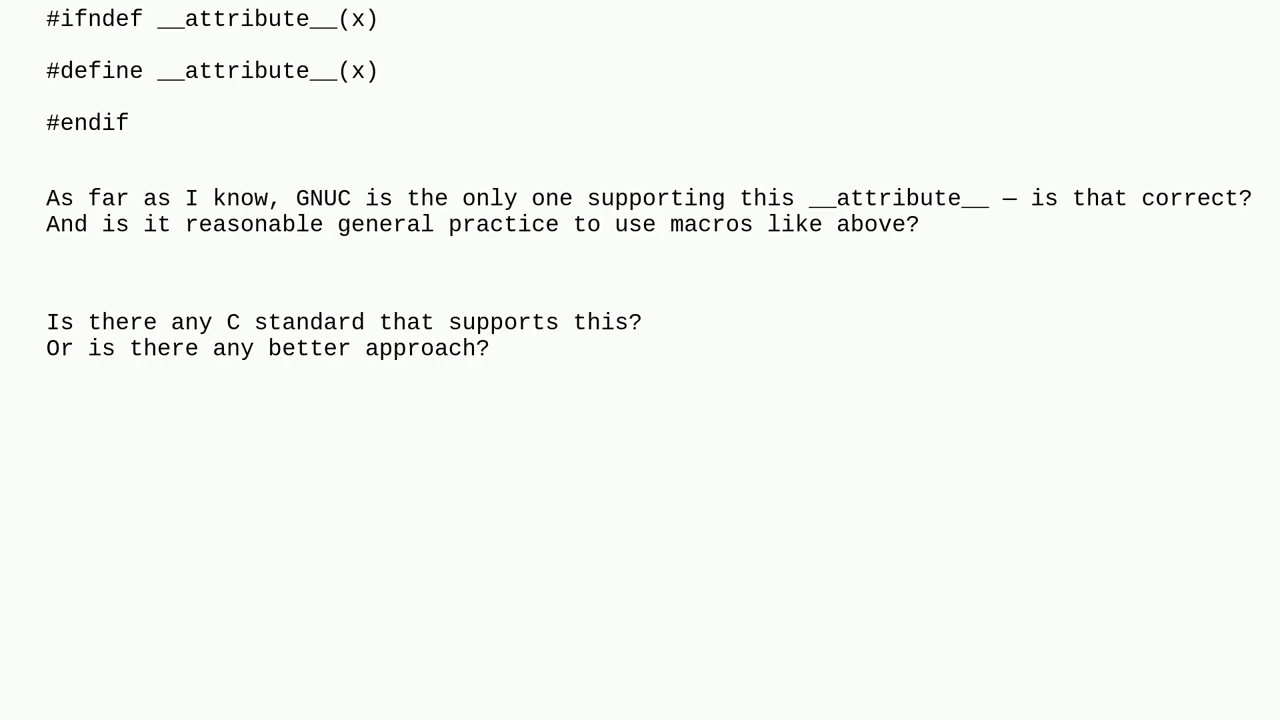 #ifndef __attribute__(x)
#define __attribute__(x)
#endif
As far as I know, GNUC is the only one supporting this __attribute__ — is that correct?
And is it reasonable general practice to use macros like above?
Is there any C standard that supports this?
Or is there any better approach?